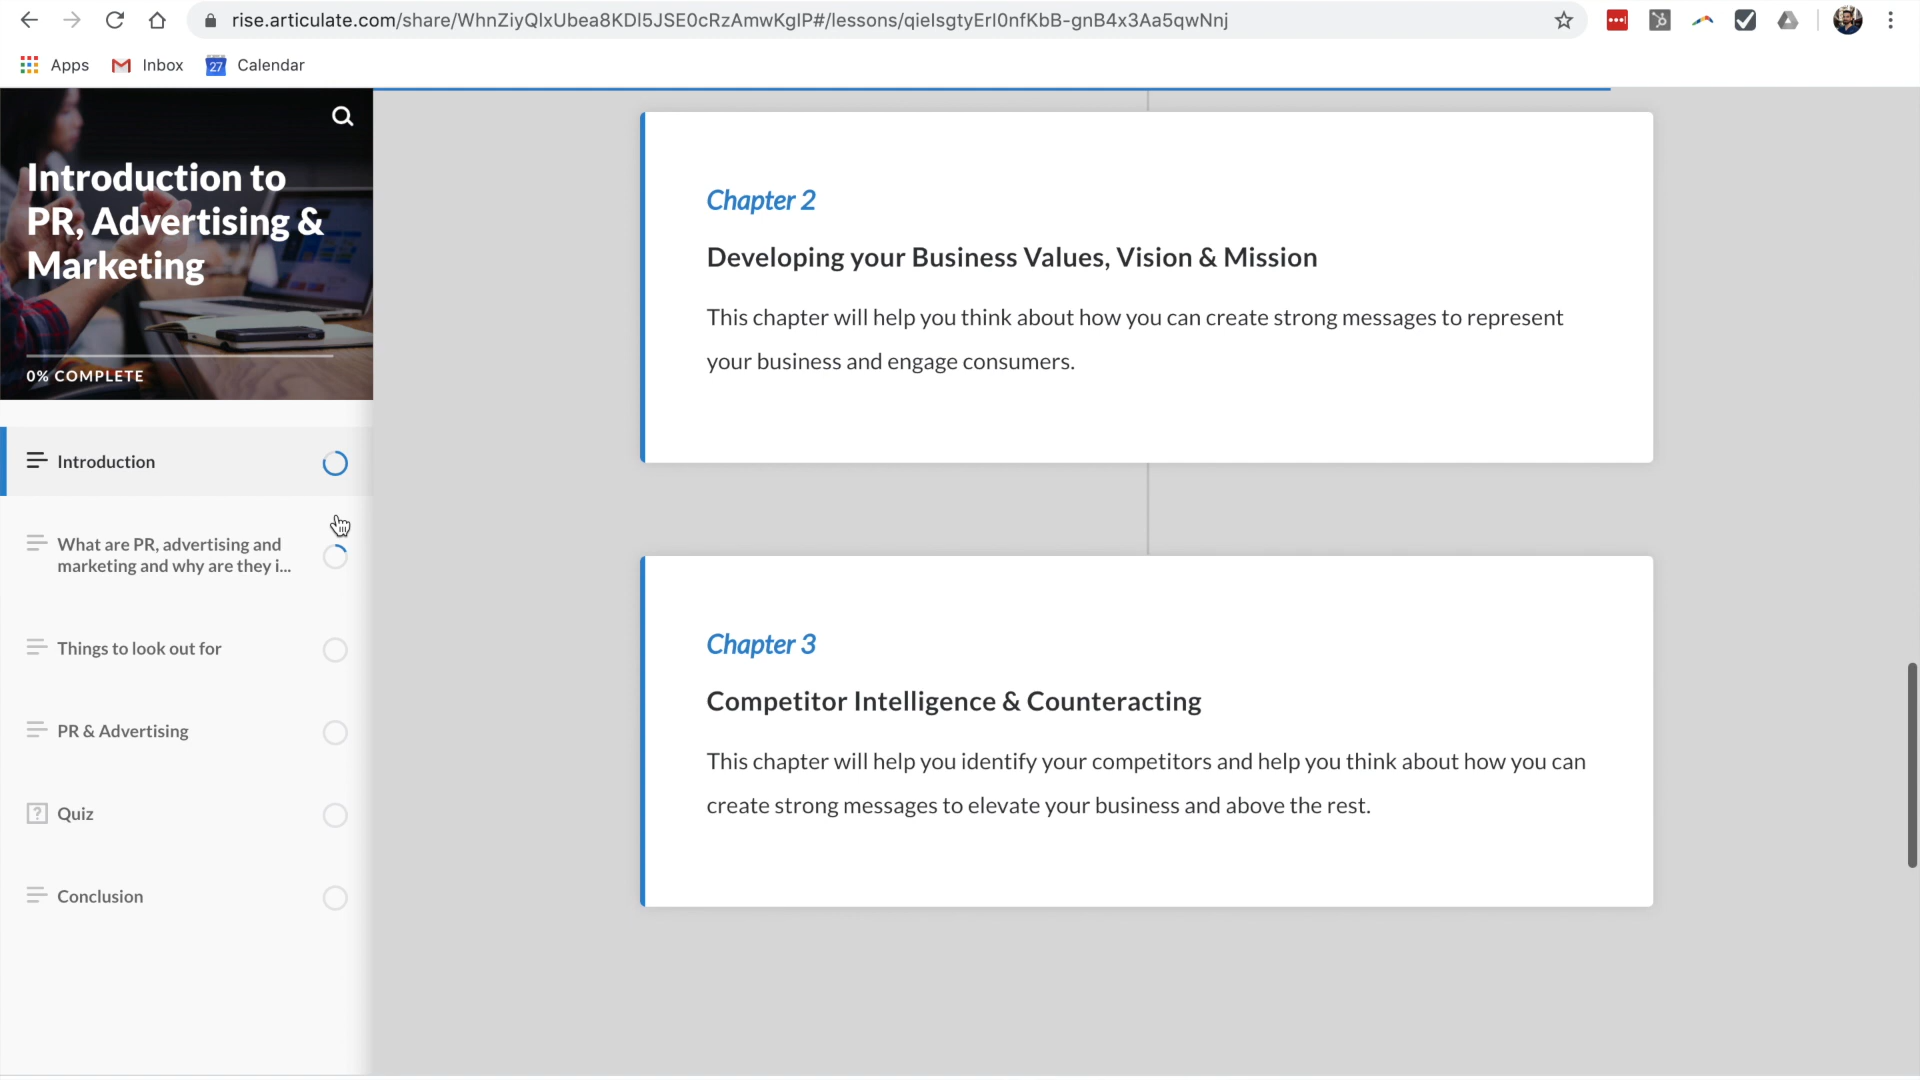 rise.articulate.com/share/WhnZiyQlxUbea8KDl5JSE0cRzAmwKglP#/lessons/qieIsgtyErI0nfKbB-gnB4x3Aa5qwNnj
Apps
Inbox
27
Calendar
Introduction to
PR, Advertising &
Marketing
0% COMPLETE
Introduction
What are PR, advertising and
marketing and why are they i...
Things to look out for
PR & Advertising
Quiz
Conclusion
Chapter 2
Developing your Business Values, Vision & Mission
This chapter will help you think about how you can create strong messages to represent
your business and engage consumers.
Chapter 3
Competitor Intelligence & Counteracting
This chapter will help you identify your competitors and help you think about how you can
create strong messages to elevate your business and above the rest.